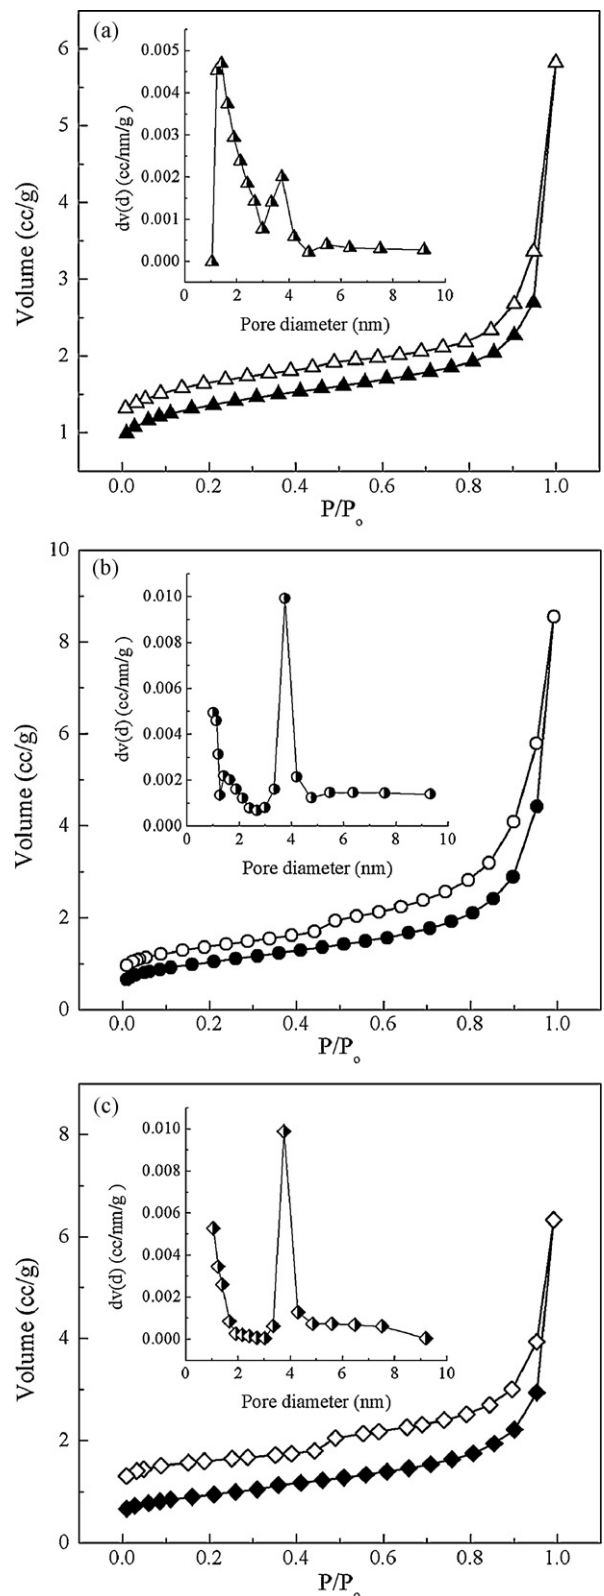 (a)
6
5
4
3
2
1
Volume (cc/g)
0.0 0.2 0.4 0.6 0.8 1.0
P/Po
0.005
0.004
0.003
0.002
0.001
0.000
dv(d) (cc/nm/g)
0 2 4 6 8 10
Pore diameter (nm)
(b)
10
8
6
4
2
0
Volume (cc/g)
0.0 0.2 0.4 0.6 0.8 1.0
P/Po
0.010
0.008
0.006
0.004
0.002
0.000
dv(d) (cc/nm/g)
0 2 4 6 8 10
Pore diameter (nm)
(c)
8
6
4
2
0
Volume (cc/g)
0.0 0.2 0.4 0.6 0.8 1.0
P/Po
0.010
0.008
0.006
0.004
0.002
0.000
dv(d) (cc/nm/g )
0 2 4 6 8 10
Pore diameter (nm)